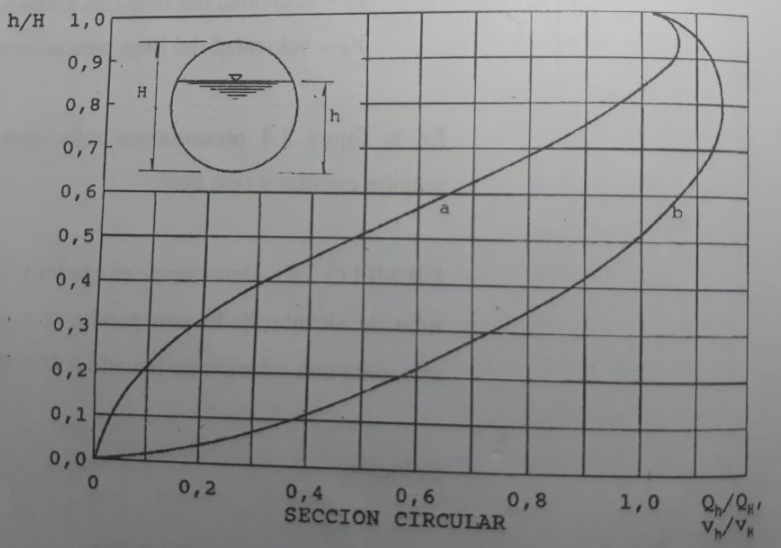 h/H
1,0
0,9
0,8
0,7
0,6
0,5
0,4
0,3
0,2
0,1
0,0
H
h
a
b
0 0,2 0,4 0,6 0,8 1,0 Qh/QH,
vh/vH
SECCION CIRCULAR